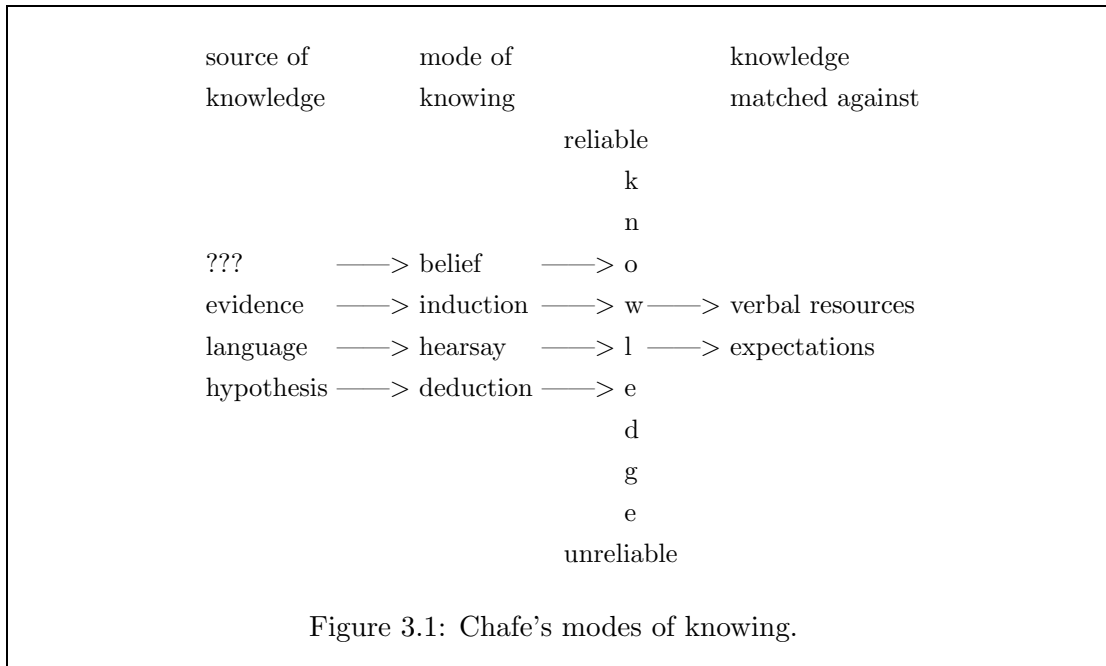 source of mode of knowledge
knowledge knowing matched against
reliable
k
n
??? ——> belief ——> o
evidence ——> induction ——> w ——> verbal resources
language ——> hearsay ——> l ——> expectations
hypothesis ——> deduction ——> e
d
g
e
unreliable
Figure 3.1: Chafe's modes of knowing.